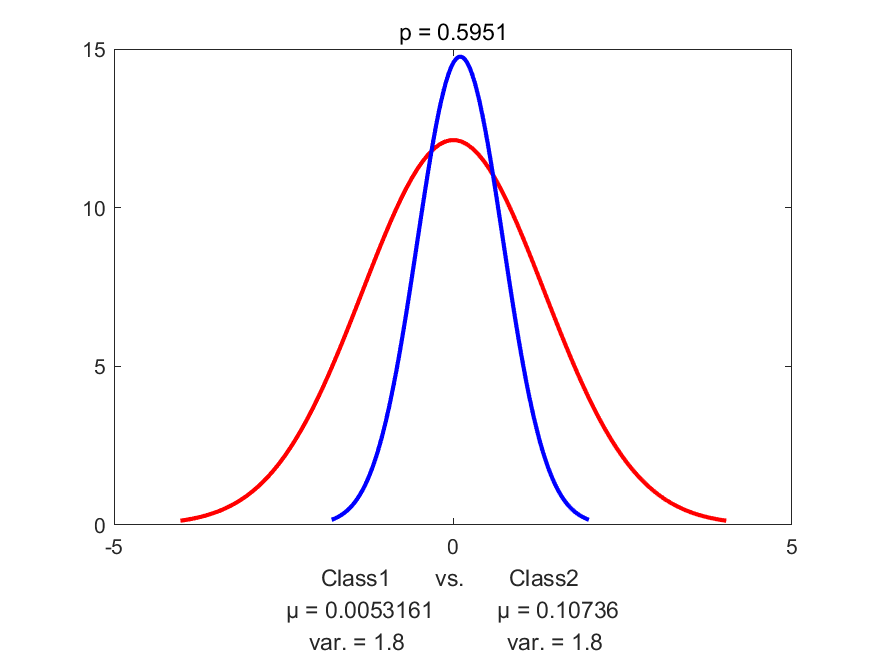 p = 0.5951
15
10
5
0
-5 0 5
Class1 vs. Class2
μ = 0.0053161 μ = 0.10736
var. = 1.8 var. = 1.8